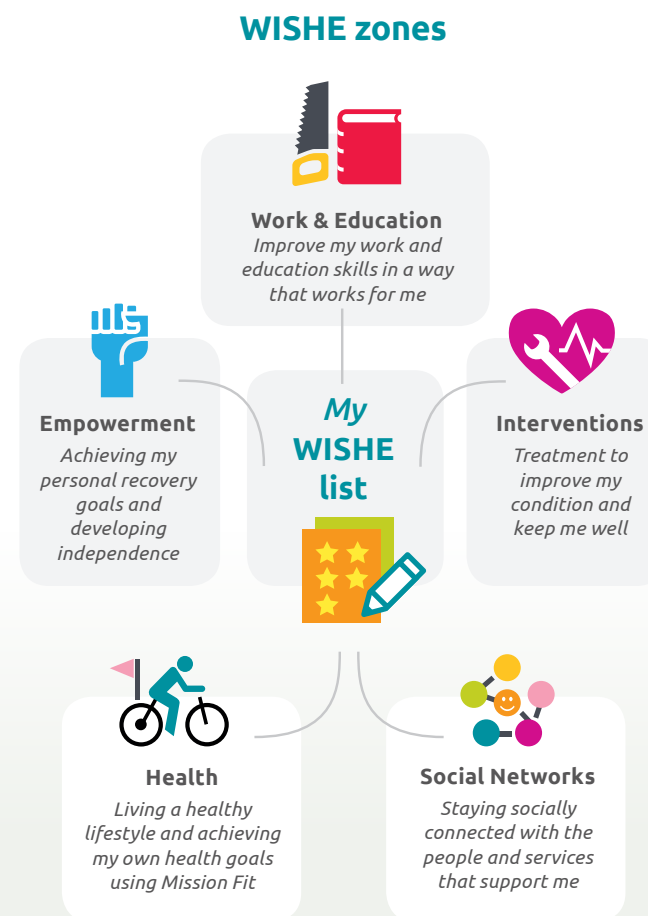 WISHE zones
Work & Education
Improve my work and
education skills in a way
that works for me
Empowerment
Achieving my
personal recovery
goals and
developing
independence
My
WISHE
list
Interventions
Treatment to
improve my
condition and
keep me well
Health
Living a healthy
lifestyle and achieving
my own health goals
using Mission Fit
Social Networks
Staying socially
connected with the
people and services
that support me